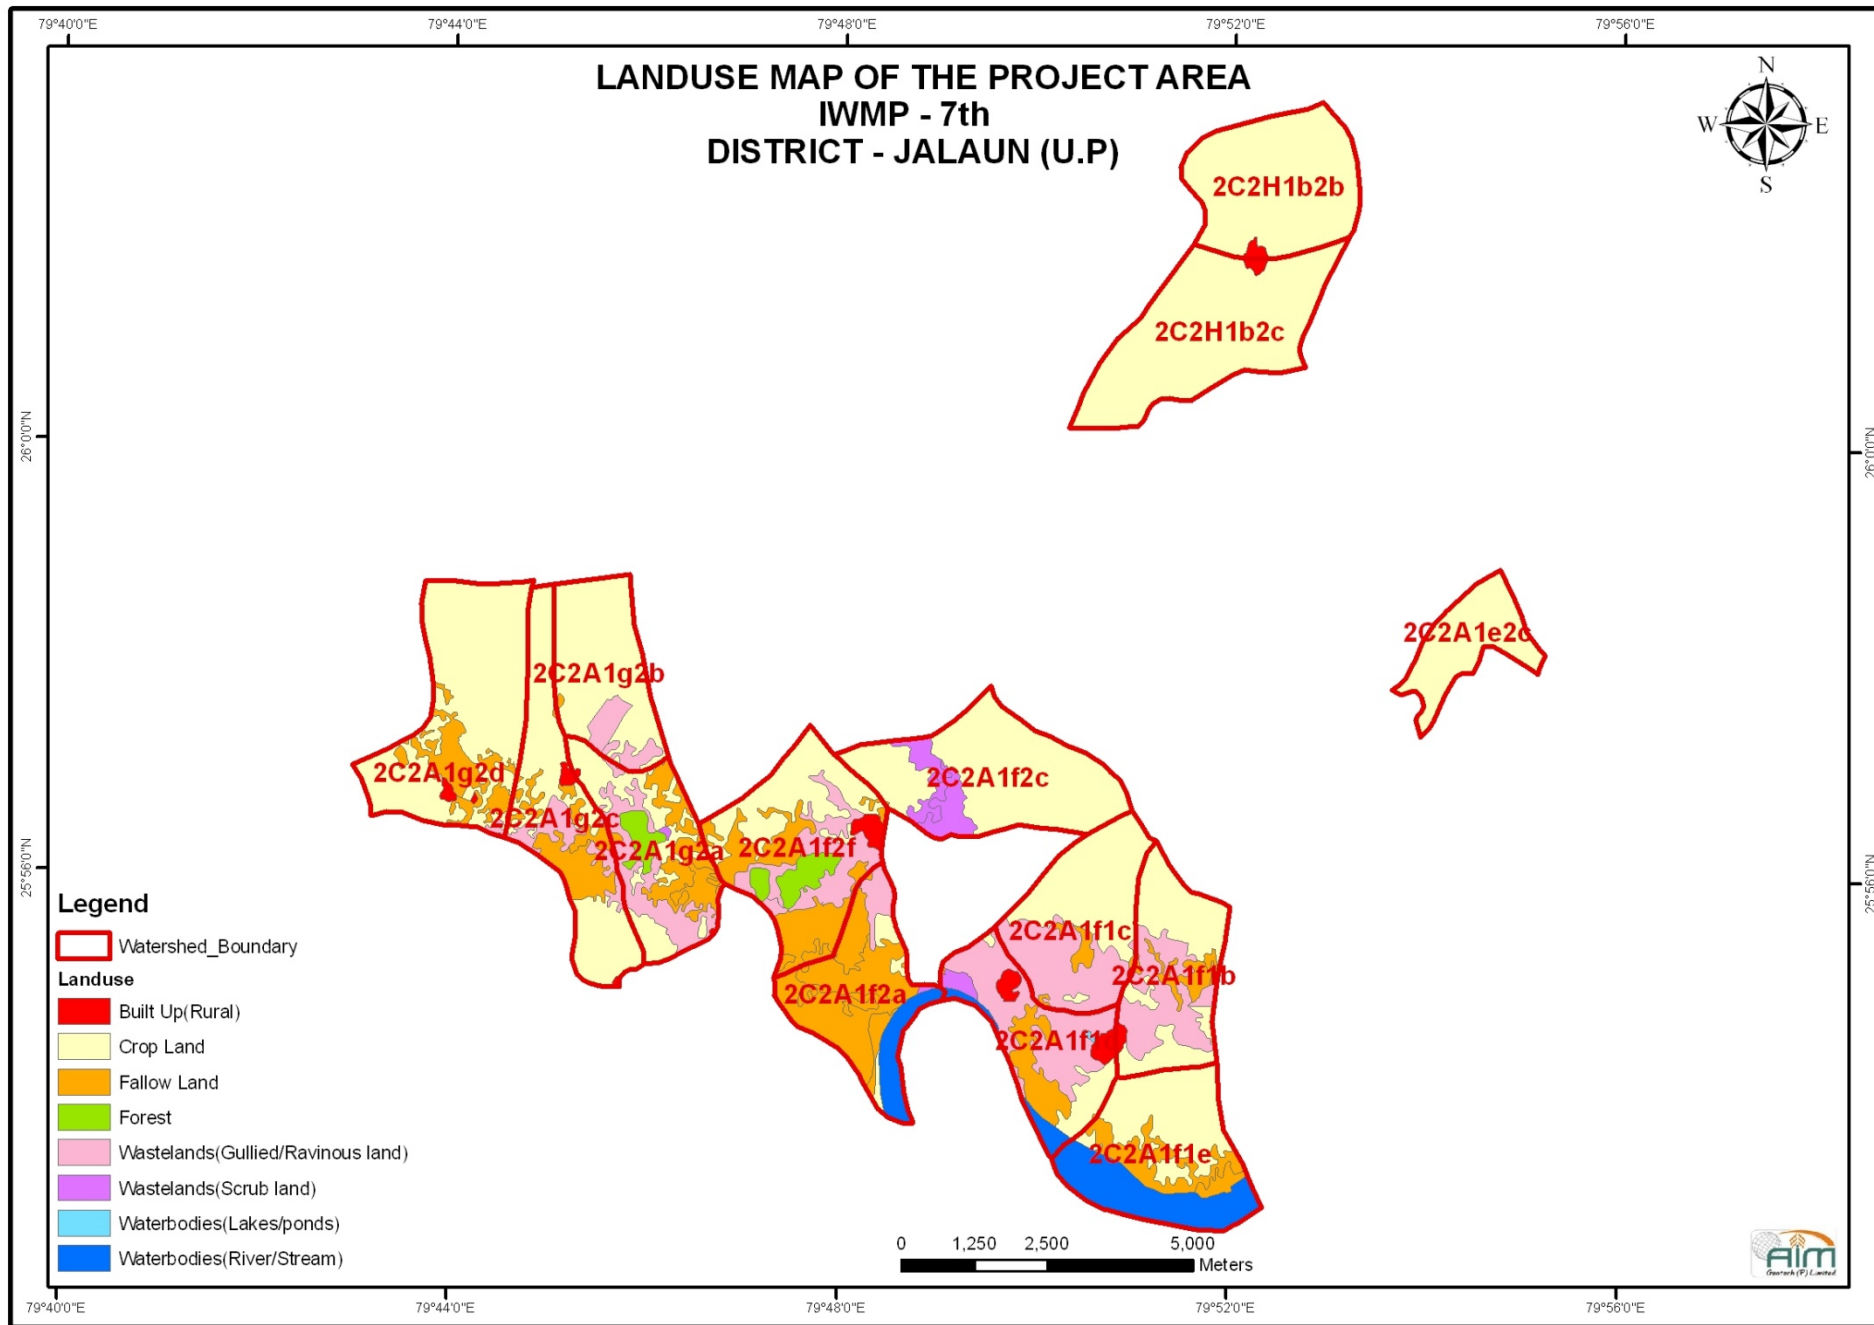 79°40'0"E 79°44'0"E 79°48'0"E 79°52'0"E 79°56'0"E
LANDUSE MAP OF THE PROJECT AREA
IWMP - 7th
DISTRICT - JALAUN (U.P)
N
W E
S
2C2H1b2b
2C2H1b2c
26°0'0"N
26°0'0"N
2C2A1e2c
2C2A1g2b
2C2A1g2d
2C2A1f2c
2C2A1g2c
2C2A1g2a
2C2A1f2f
25°56'0"N
25°56'0"N
2C2A1f1c
2C2A1f1b
2C2A1f2a
2C2A1f1e
Legend
Watershed_Boundary
Landuse
Built Up(Rural)
Crop Land
Fallow Land
Forest
Wastelands(Gullied/Ravinous land)
Wastelands(Scrub land)
Waterbodies(Lakes/ponds)
Waterbodies(River/Stream)
0 1,250 2,500 5,000
Meters
AIM
Geotech (P) Limited
79°40'0"E 79°44'0"E 79°48'0"E 79°52'0"E 79°56'0"E